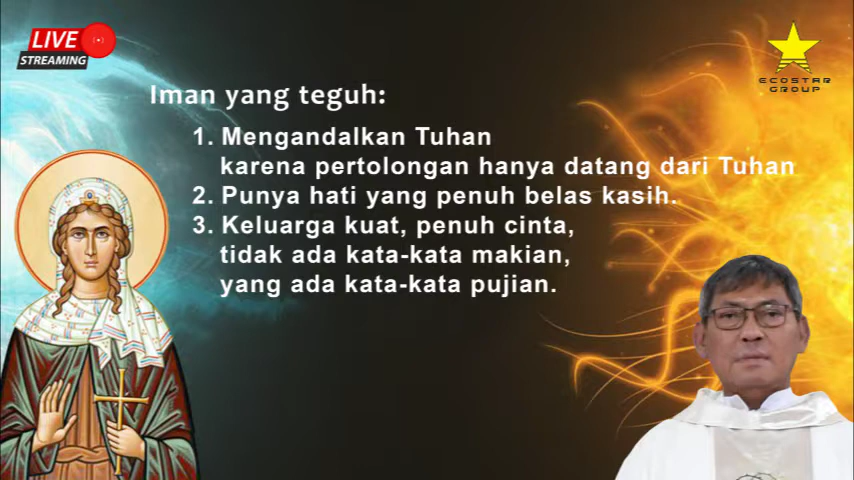 LIVE
STREAMING
ECOSTAR
GROUP
Iman yang teguh:
1. Mengandalkan Tuhan
karena pertolongan hanya datang dari Tuhan
2. Punya hati yang penuh belas kasih.
3. Keluarga kuat, penuh cinta,
tidak ada kata-kata makian,
yang ada kata-kata pujian.